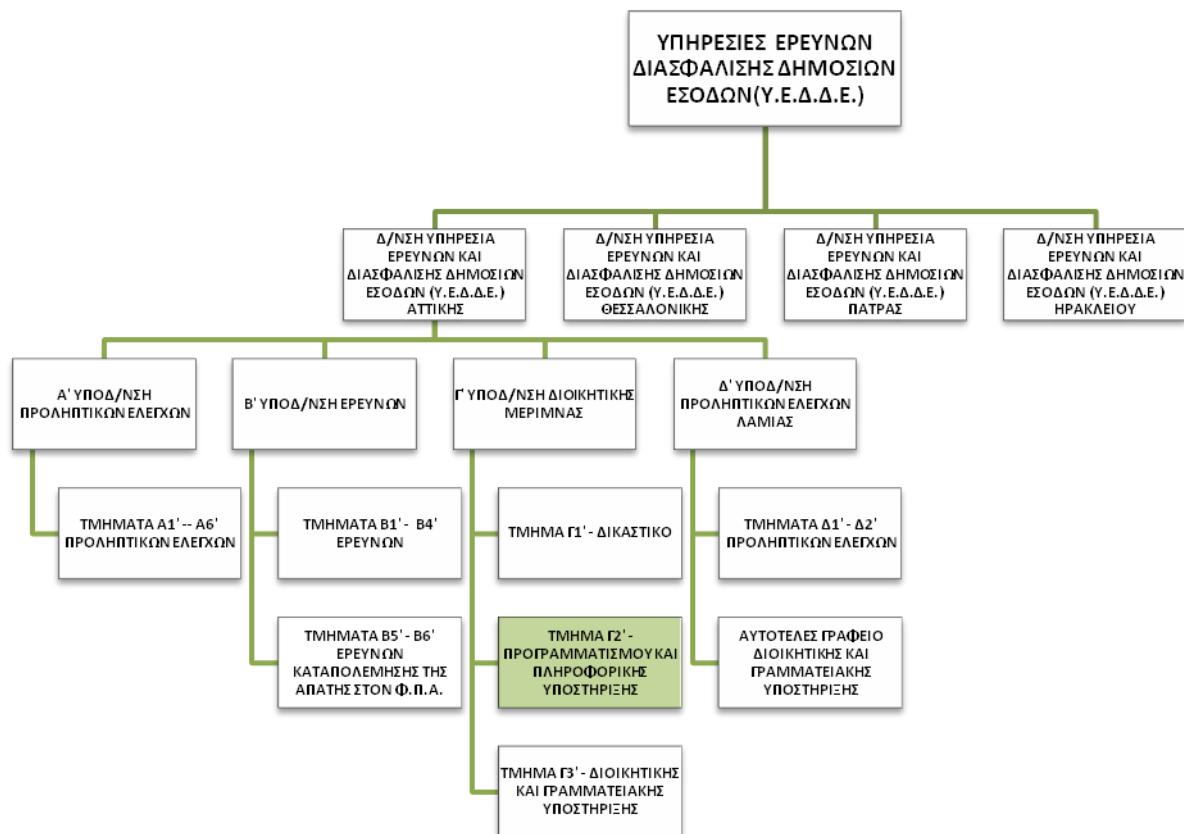 ΥΠΗΡΕΣΙΕΣ ΕΡΕΥΝΩΝ
ΔΙΑΣΦΑΛΙΣΗΣ ΔΗΜΟΣΙΩΝ
ΕΣΟΔΩΝ(Υ.Ε.Δ.Δ.Ε.)
Δ/ΝΣΗ ΥΠΗΡΕΣΙΑ
ΕΡΕΥΝΩΝ ΚΑΙ
ΔΙΑΣΦΑΛΙΣΗΣ ΔΗΜΟΣΙΩΝ
ΕΣΟΔΩΝ (Υ.Ε.Δ.Δ.Ε.)
ΑΤΤΙΚΗΣ
Δ/ΝΣΗ ΥΠΗΡΕΣΙΑ
ΕΡΕΥΝΩΝ ΚΑΙ
ΔΙΑΣΦΑΛΙΣΗΣ ΔΗΜΟΣΙΩΝ
ΕΣΟΔΩΝ (Υ.Ε.Δ.Δ.Ε.)
ΘΕΣΣΑΛΟΝΙΚΗΣ
Δ/ΝΣΗ ΥΠΗΡΕΣΙΑ
ΕΡΕΥΝΩΝ ΚΑΙ
ΔΙΑΣΦΑΛΙΣΗΣ ΔΗΜΟΣΙΩΝ
ΕΣΟΔΩΝ (Υ.Ε.Δ.Δ.Ε.)
ΠΑΤΡΑΣ
Δ/ΝΣΗ ΥΠΗΡΕΣΙΑ
ΕΡΕΥΝΩΝ ΚΑΙ
ΔΙΑΣΦΑΛΙΣΗΣ ΔΗΜΟΣΙΩΝ
ΕΣΟΔΩΝ (Υ.Ε.Δ.Δ.Ε.)
ΗΡΑΚΛΕΙΟΥ
Α' ΥΠΟΔ/ΝΣΗ
ΠΡΟΛΗΠΤΙΚΩΝ ΕΛΕΓΧΩΝ
Β' ΥΠΟΔ/ΝΣΗ ΕΡΕΥΝΩΝ
Γ' ΥΠΟΔ/ΝΣΗ ΔΙΟΙΚΗΤΙΚΗΣ
ΜΕΡΙΜΝΑΣ
Δ' ΥΠΟΔ/ΝΣΗ
ΠΡΟΛΗΠΤΙΚΩΝ ΕΛΕΓΧΩΝ
ΛΑΜΙΑΣ
ΤΜΗΜΑΤΑ Α1' -- Α6'
ΠΡΟΛΗΠΤΙΚΩΝ ΕΛΕΓΧΩΝ
ΤΜΗΜΑΤΑ Β1' - Β4'
ΕΡΕΥΝΩΝ
ΤΜΗΜΑ Γ1' - ΔΙΚΑΣΤΙΚΟ
ΤΜΗΜΑΤΑ Δ1' - Δ2'
ΠΡΟΛΗΠΤΙΚΩΝ ΕΛΕΓΧΩΝ
ΤΜΗΜΑΤΑ Β5' - Β6'
ΕΡΕΥΝΩΝ
ΚΑΤΑΠΟΛΕΜΗΣΗΣ ΤΗΣ
ΑΠΑΤΗΣ ΣΤΟΝ Φ.Π.Α.
ΤΜΗΜΑ Γ2' -
ΠΡΟΓΡΑΜΜΑΤΙΣΜΟΥ ΚΑΙ
ΠΛΗΡΟΦΟΡΙΚΗΣ
ΥΠΟΣΤΗΡΙΞΗΣ
ΑΥΤΟΤΕΛΕΣ ΓΡΑΦΕΙΟ
ΔΙΟΙΚΗΤΙΚΗΣ ΚΑΙ
ΓΡΑΜΜΑΤΕΙΑΚΗΣ
ΥΠΟΣΤΗΡΙΞΗΣ
ΤΜΗΜΑ Γ3' - ΔΙΟΙΚΗΤΙΚΗΣ
ΚΑΙ ΓΡΑΜΜΑΤΕΙΑΚΗΣ
ΥΠΟΣΤΗΡΙΞΗΣ